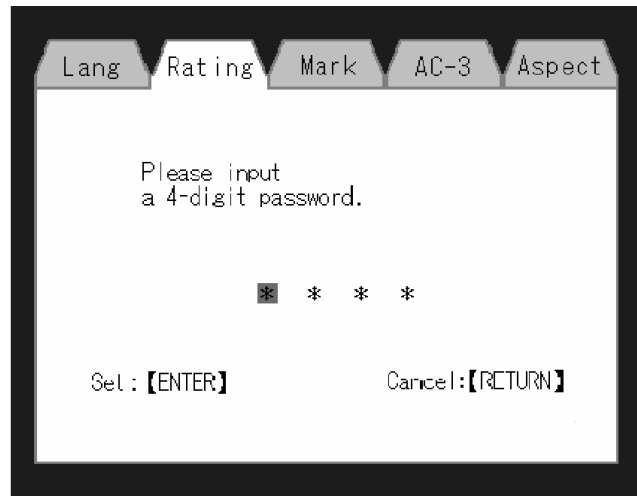 Lang Rating Mark AC-3 Aspect
Please input
a 4-digit password.
* * * *
Sel:【ENTER】 Cancel:【RETURN】